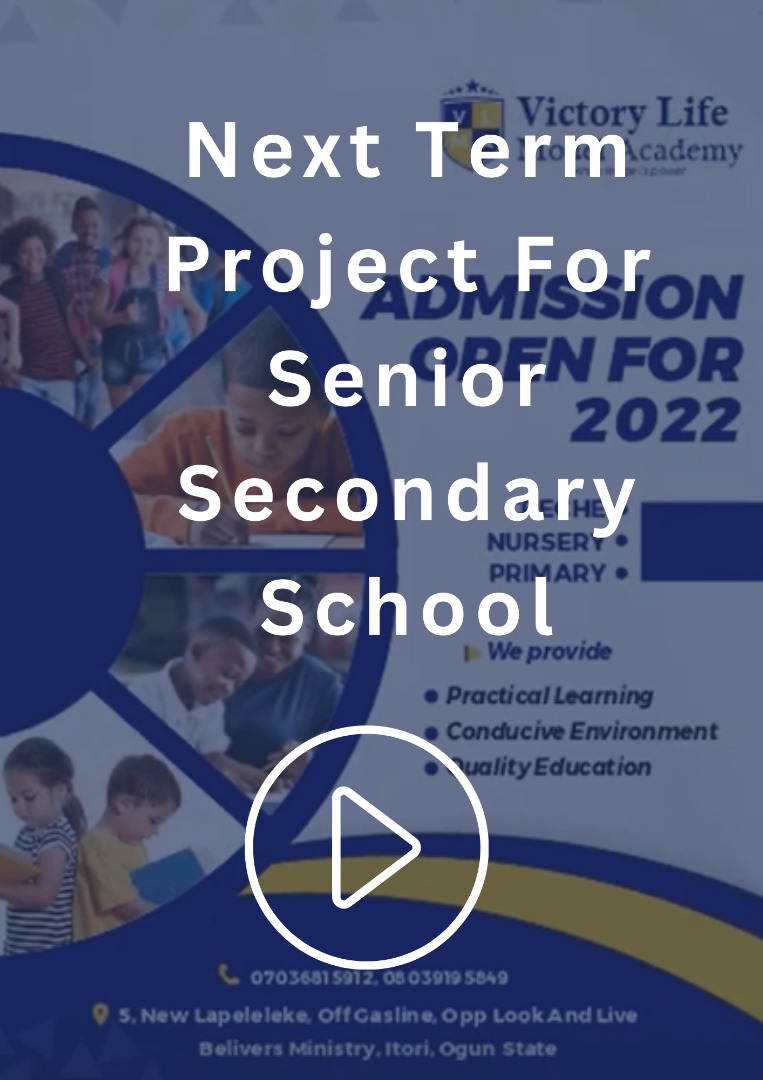 Next Term
Project For
Senior
Secondary
School
Victory Life
Model Academy
ADMISSION
OPEN FOR
2022
NURSERY
PRIMARY
We provide
Practical Learning
Conducive Environment
Quality Education
07036815912, 08039195849
5, New Lapeleleke, Off Gasline, Opp Look And Live
Belivers Ministry, Itori, Ogun State